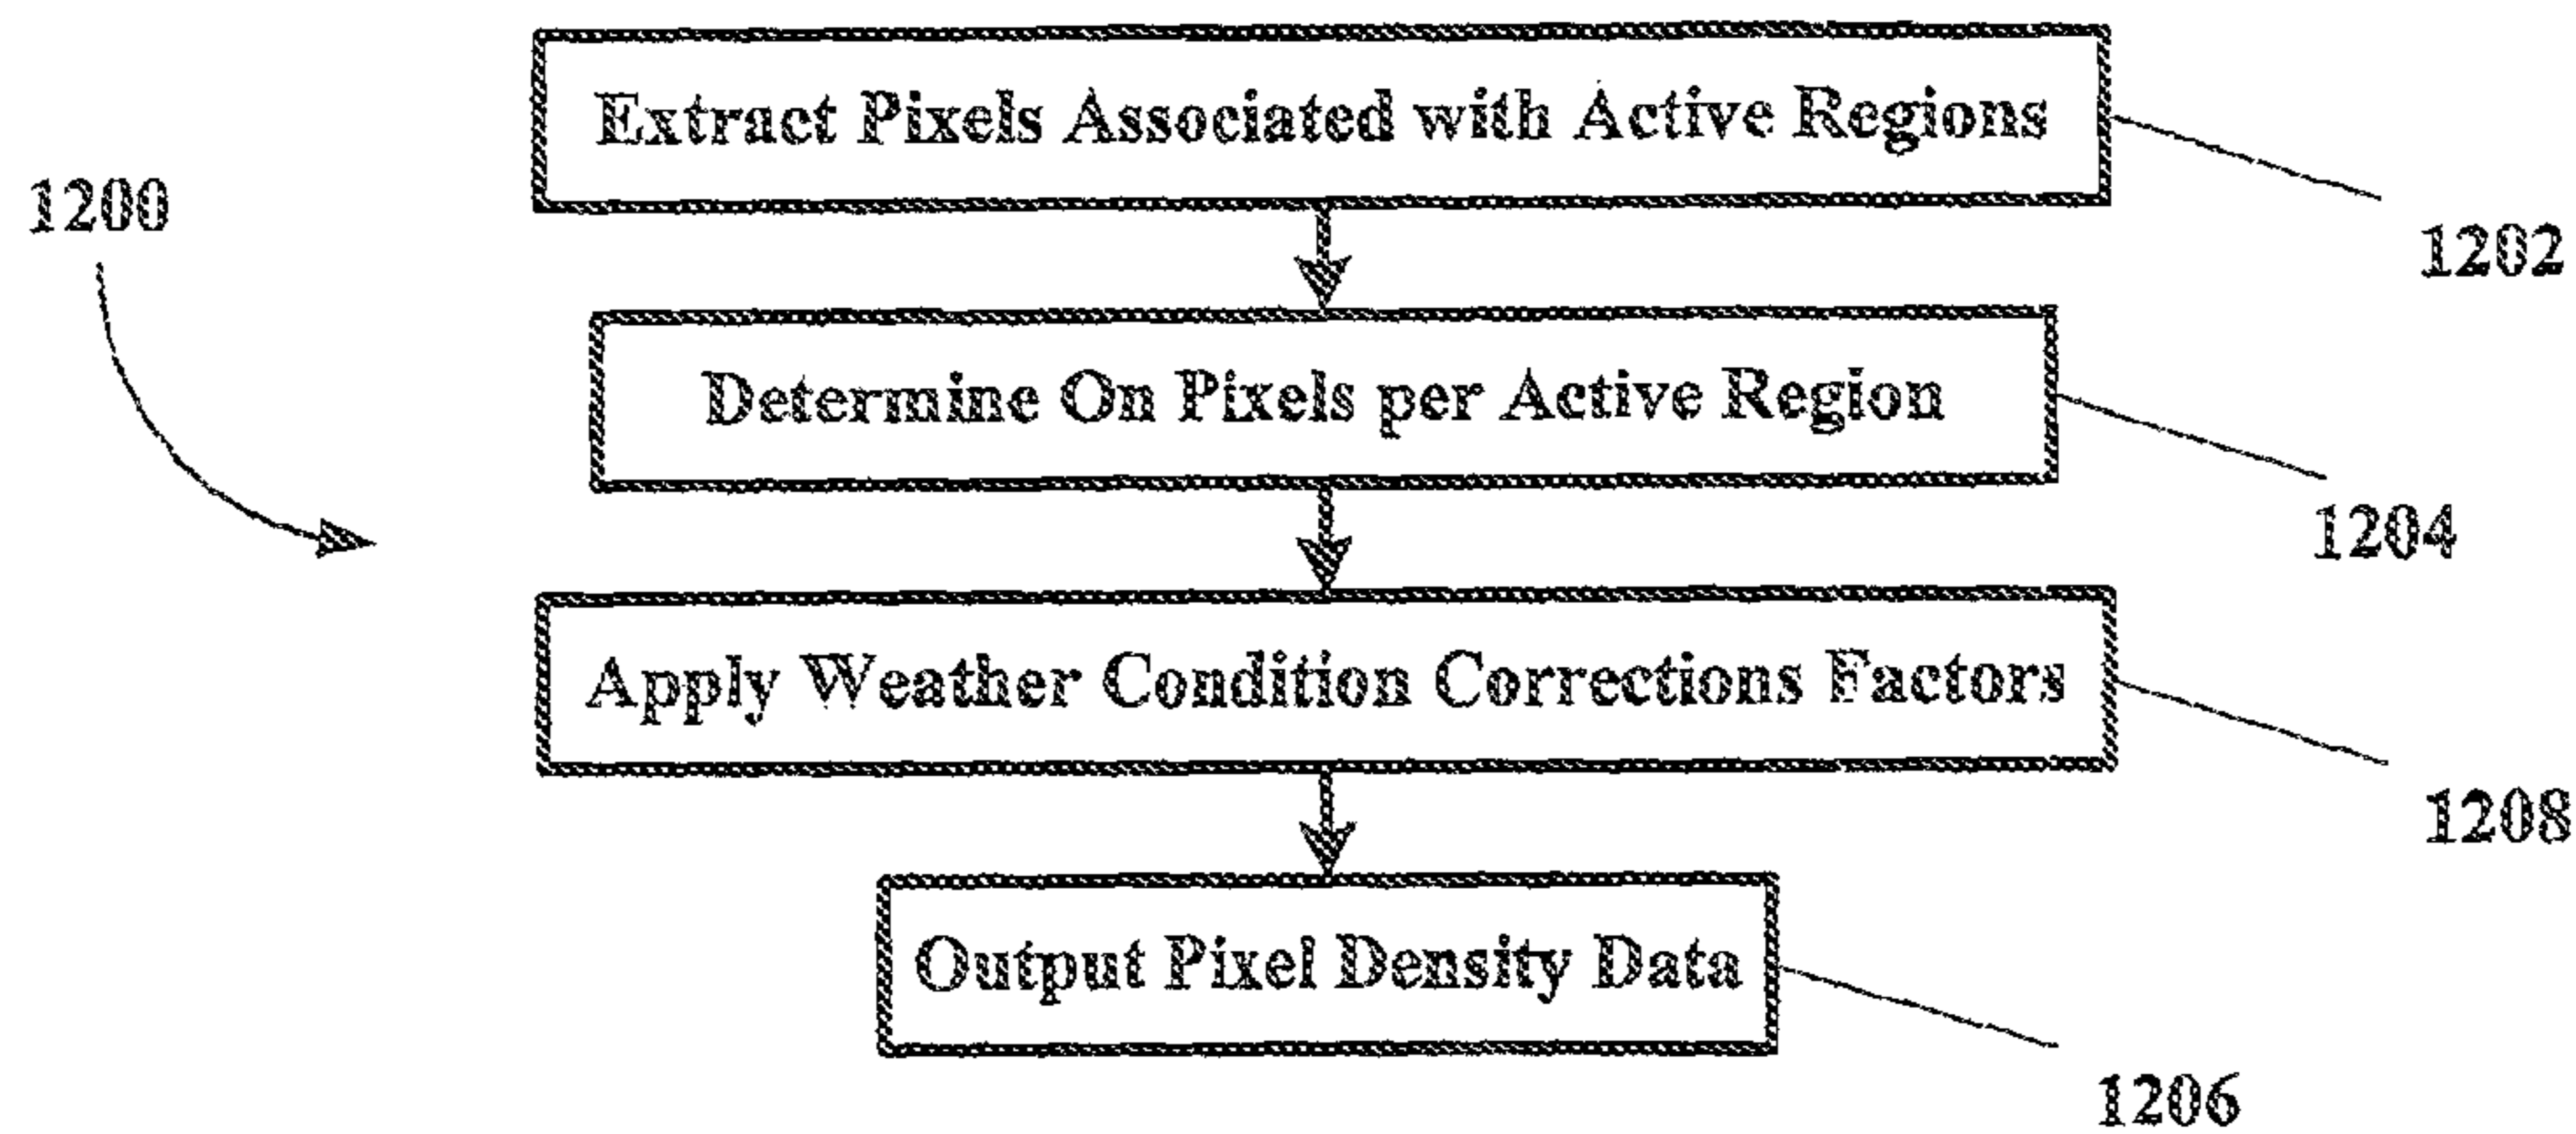 Extract Pixels Associated with Active Regions
1200
1202
Determine On Pixels per Active Region
1204
Apply Weather Condition Corrections Factors
1208
Output Pixel Density Data
1206